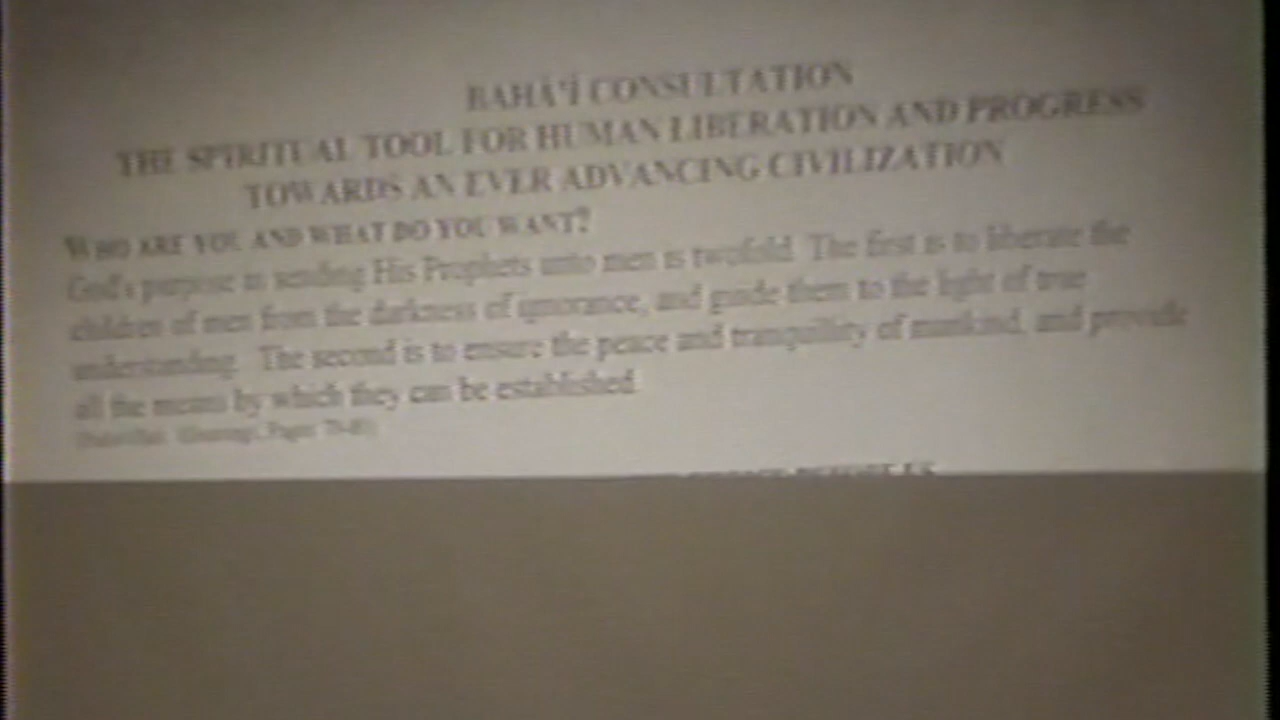 BAHÁ'Í CONSULTATION
THE SPIRITUAL TOOL FOR HUMAN LIBERATION AND PROGRESS
TOWARDS AN EVER ADVANCING CIVILIZATION
WHO ARE YOU AND WHAT DO YOU WANT?
God's purpose in sending His Prophets unto men is twofold. The first is to liberate the
children of men from the darkness of ignorance, and guide them to the light of true
understanding. The second is to ensure the peace and tranquillity of mankind, and provide
all the means by which they can be established.